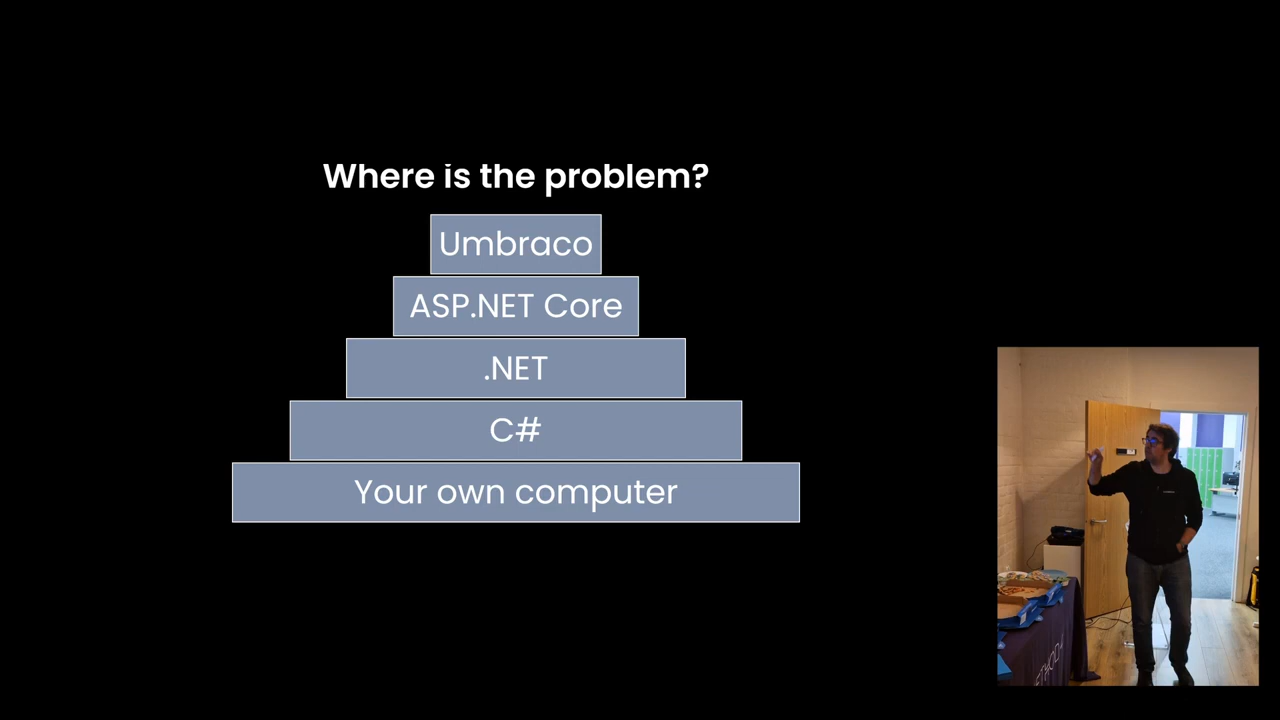 Where is the problem?
Umbraco
ASP.NET Core
.NET
C#
Your own computer